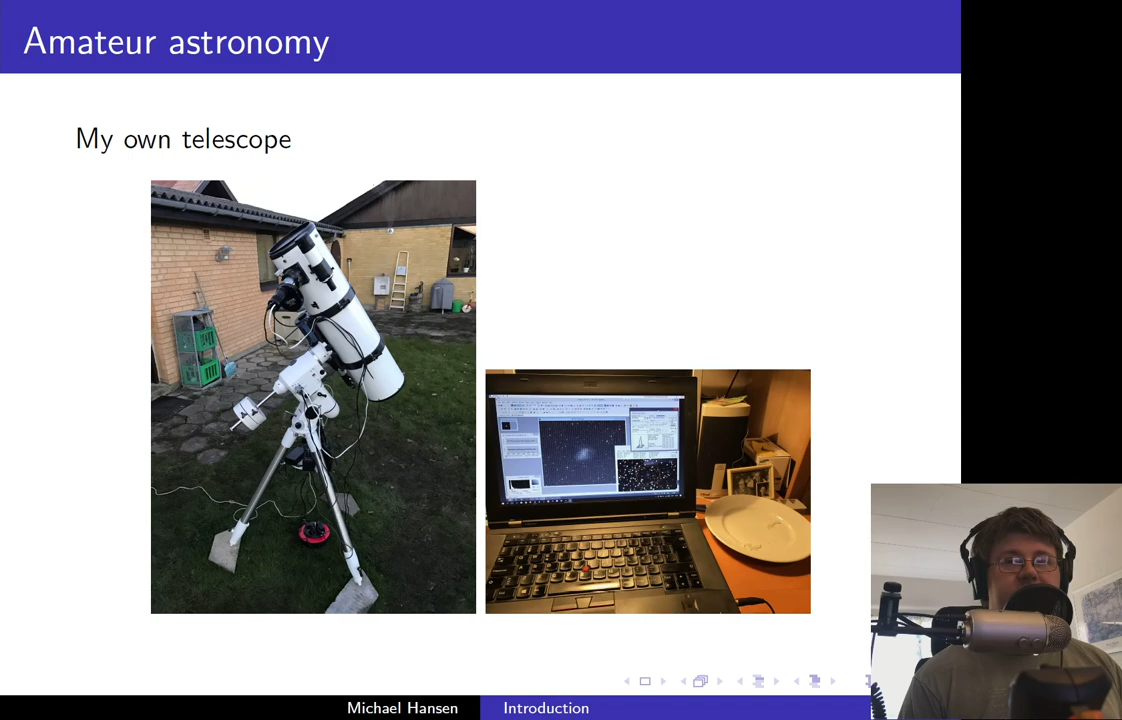 Amateur astronomy
My own telescope
Michael Hansen
Introduction